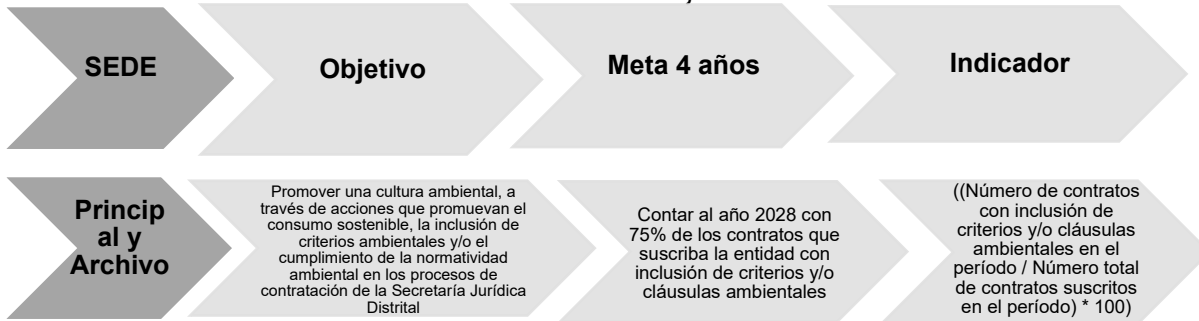 SEDE
Objetivo
Meta 4 años
Indicador
Princip
al y
Archivo
Promover una cultura ambiental, a
través de acciones que promuevan el
consumo sostenible, la inclusión de
criterios ambientales y/o el
cumplimiento de la normatividad
ambiental en los procesos de
contratación de la Secretaría Jurídica
Distrital
Contar al año 2028 con
75% de los contratos que
suscriba la entidad con
inclusión de criterios y/o
cláusulas ambientales
((Número de contratos
con inclusión de
criterios y/o cláusulas
ambientales en el
período / Número total
de contratos suscritos
en el período) * 100)